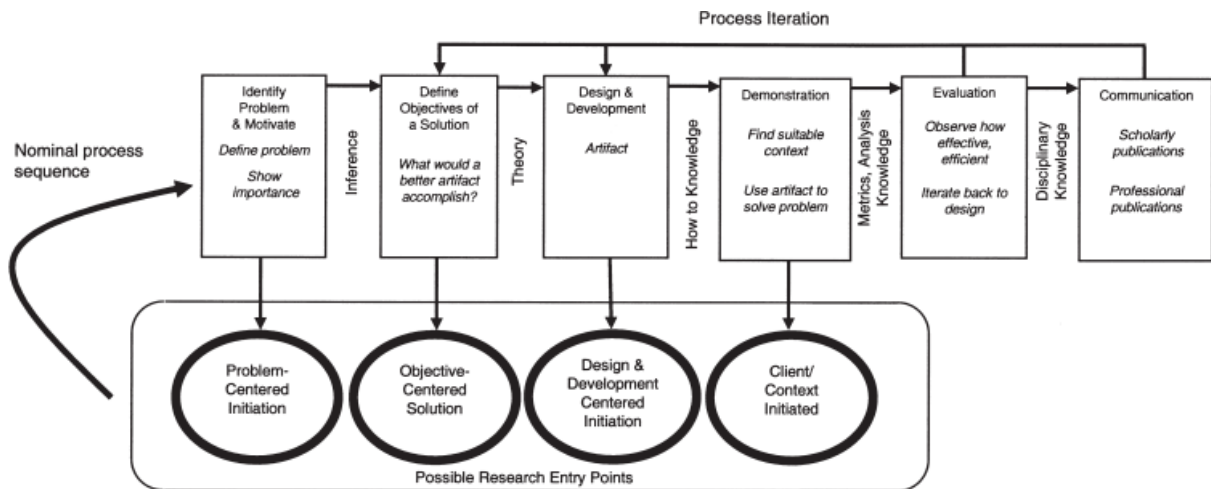 Process Iteration
Nominal process
sequence
Identify
Problem
& Motivate
Define problem
Show
importance
Inference
Define
Objectives of
a Solution
What would a
better artifact
accomplish?
Theory
Design &
Development
Artifact
How to Knowledge
Demonstration
Find suitable
context
Use artifact to
solve problem
Metrics, Analysis
Knowledge
Evaluation
Observe how
effective,
efficient
Iterate back to
design
Disciplinary
Knowledge
Communication
Scholarly
publications
Professional
publications
Problem-
Centered
Initiation
Objective-
Centered
Solution
Design &
Development
Centered
Initiation
Client/
Context
Initiated
Possible Research Entry Points